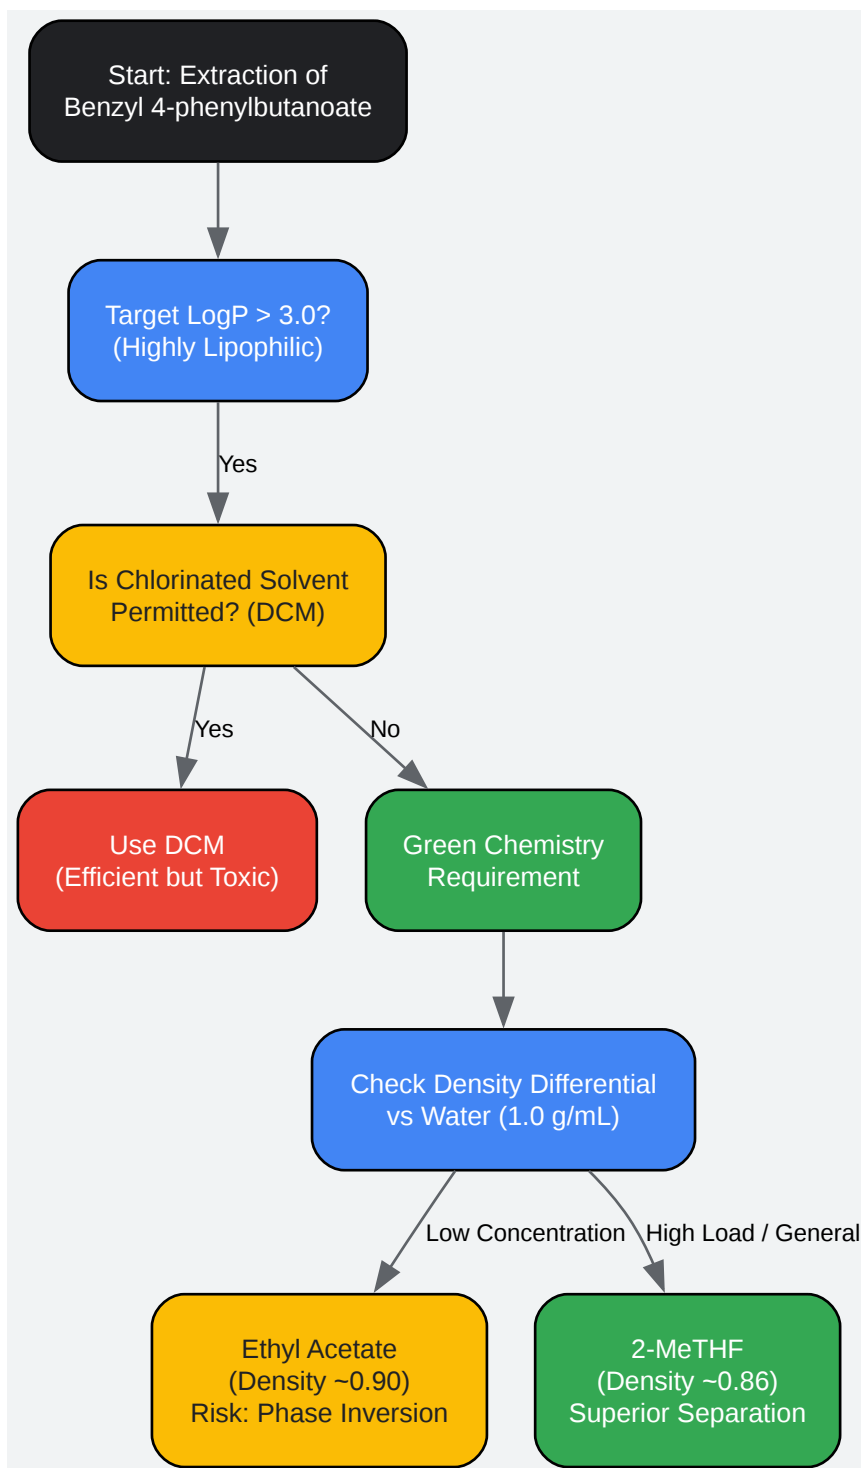 Start: Extraction of
Benzyl 4-phenylbutanoate
Target LogP > 3.0?
(Highly Lipophilic)
Yes
Is Chlorinated Solvent
Permitted? (DCM)
Yes
No
Use DCM
(Efficient but Toxic)
Green Chemistry
Requirement
Check Density Differential
vs Water (1.0 g/mL)
Low Concentration
High Load / General
Ethyl Acetate
(Density ~0.90)
Risk: Phase Inversion
2-MeTHF
(Density ~0.86)
Superior Separation